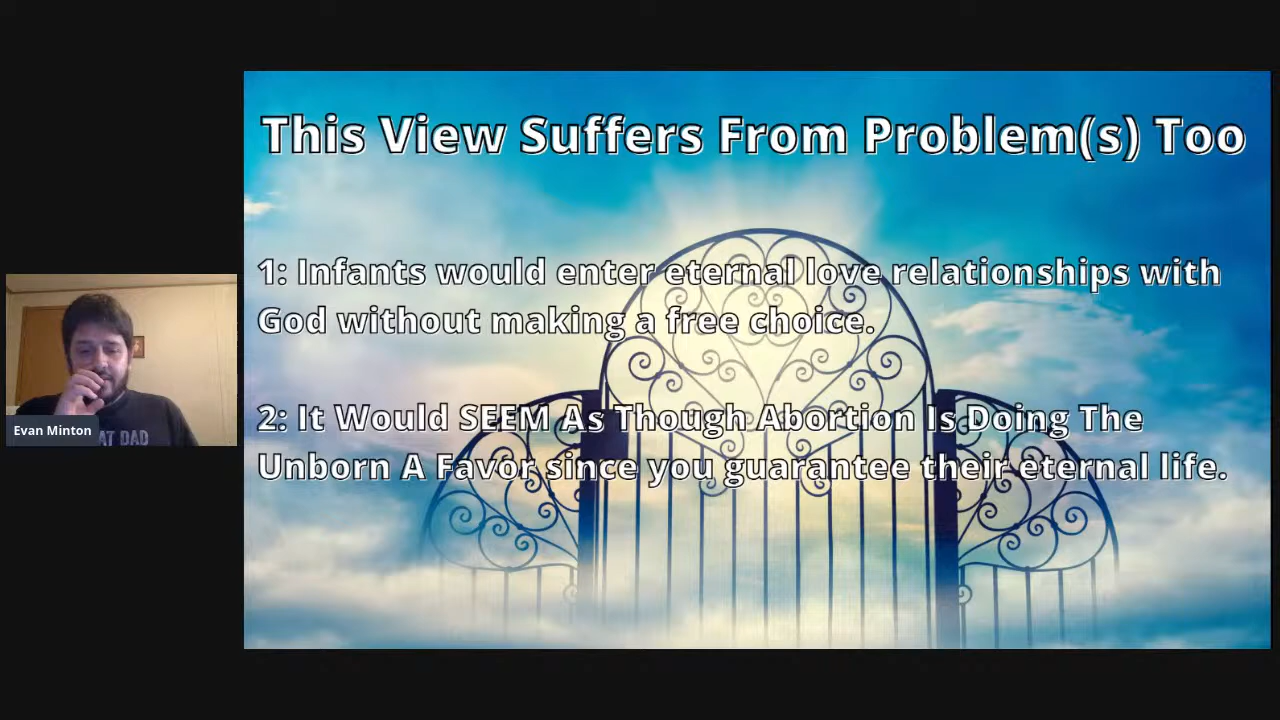 This View Suffers From Problem(s) Too
1: Infants would enter eternal love relationships with
God without making a free choice.
2: It Would SEEM As Though Abortion Is Doing The
Unborn A Favor since you guarantee their eternal life.
Evan Minton
AT DAD